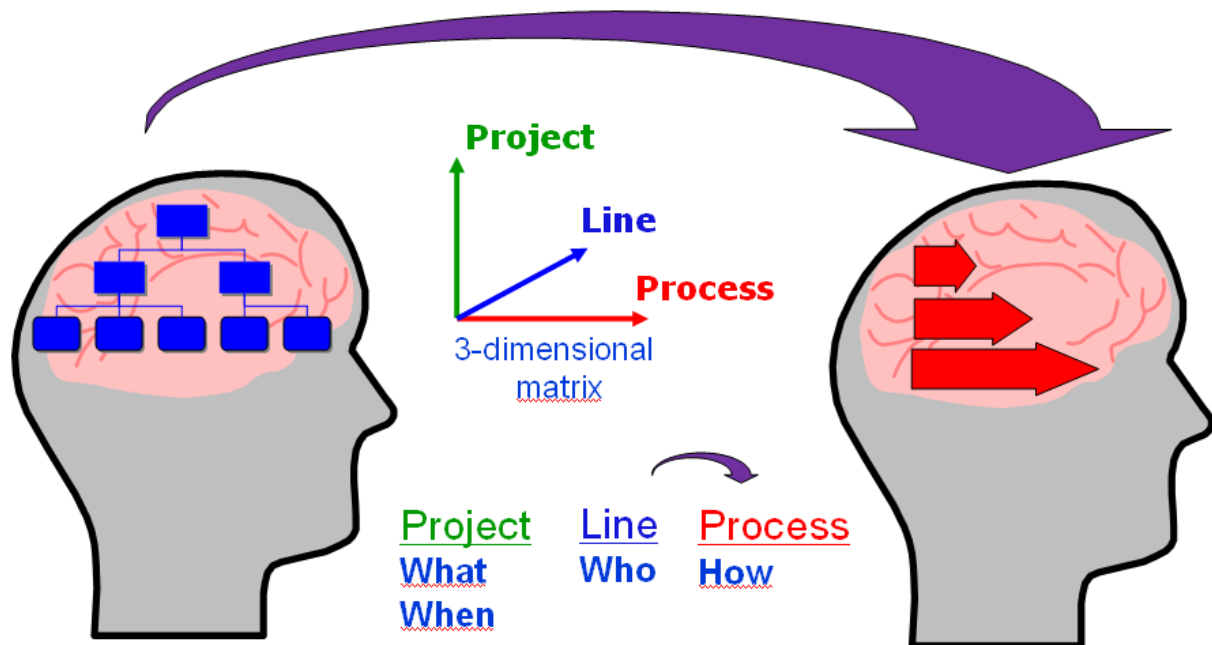 Project
Line
Process
3-dimensional
matrix
Project Line Process
What Who How
When